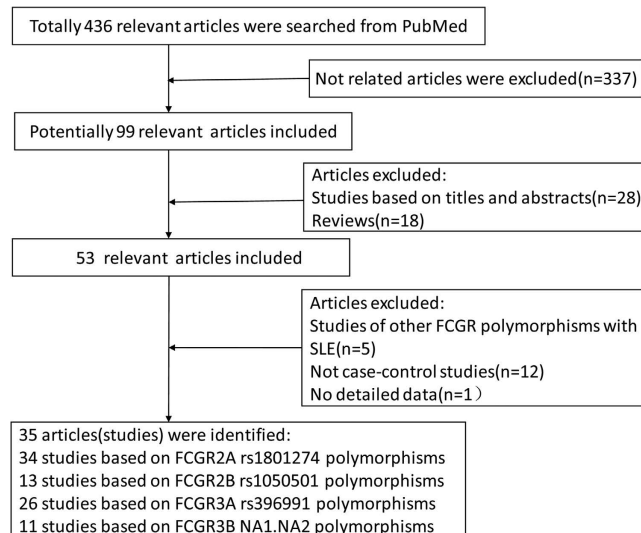 Totally 436 relevant articles were searched from PubMed
Not related articles were excluded(n=337)
Potentially 99 relevant articles included
Articles excluded:
Studies based on titles and abstracts(n=28)
Reviews(n=18)
53 relevant articles included
Articles excluded:
Studies of other FCGR polymorphisms with
SLE(n=5)
Not case-control studies(n=12)
No detailed data(n=1）
35 articles(studies) were identified:
34 studies based on FCGR2A rs1801274 polymorphisms
13 studies based on FCGR2B rs1050501 polymorphisms
26 studies based on FCGR3A rs396991 polymorphisms
11 studies based on FCGR3B NA1.NA2 polymorphisms